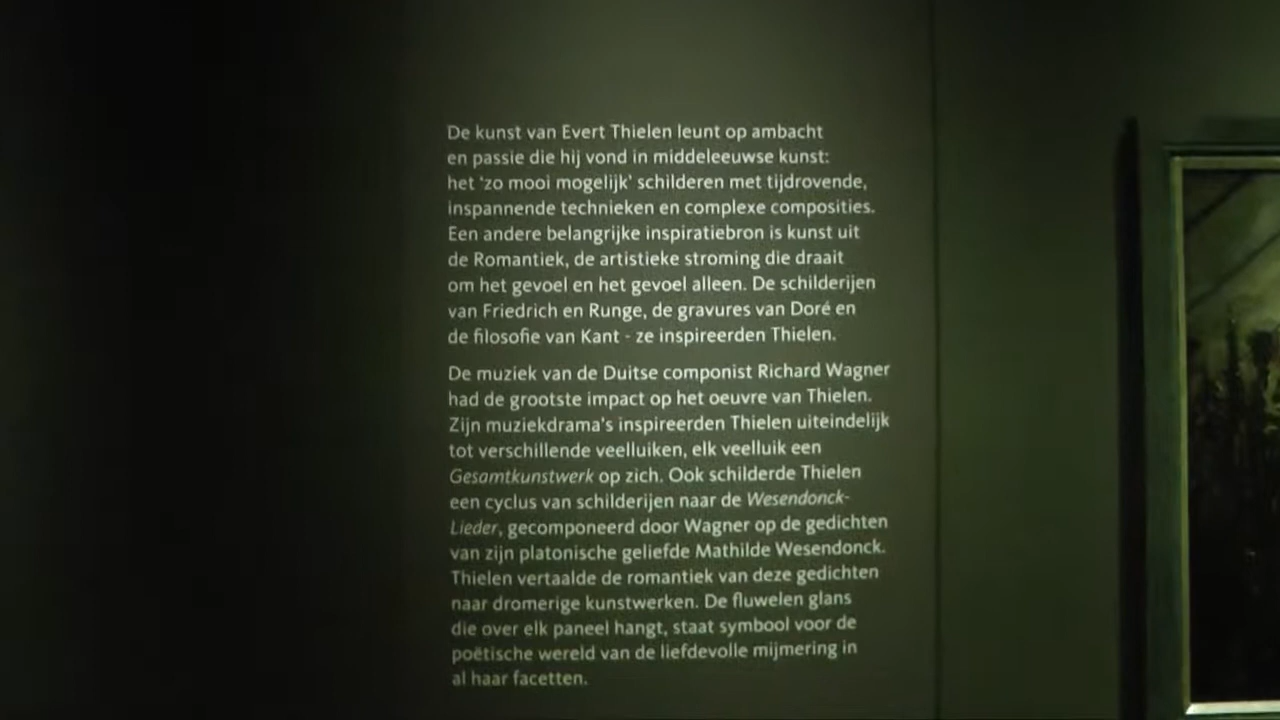 De kunst van Evert Thielen leunt op ambacht
en passie die hij vond in middeleeuwse kunst:
het ‘zo mooi mogelijk’ schilderen met tijdrovende,
inspannende technieken en complexe composities.
Een andere belangrijke inspiratiebron is kunst uit
de Romantiek, de artistieke stroming die draait
om het gevoel en het gevoel alleen. De schilderijen
van Friedrich en Runge, de gravures van Doré en
de filosofie van Kant - ze inspireerden Thielen.
De muziek van de Duitse componist Richard Wagner
had de grootste impact op het oeuvre van Thielen.
Zijn muziekdrama's inspireerden Thielen uiteindelijk
tot verschillende veelluiken, elk veelluik een
Gesamtkunstwerk op zich. Ook schilderde Thielen
een cyclus van schilderijen naar de Wesendonck-
Lieder, gecomponeerd door Wagner op de gedichten
van zijn platonische geliefde Mathilde Wesendonck.
Thielen vertaalde de romantiek van deze gedichten
naar dromerige kunstwerken. De fluwelen glans
die over elk paneel hangt, staat symbool voor de
poëtische wereld van de liefdevolle mijmering in
al haar facetten.